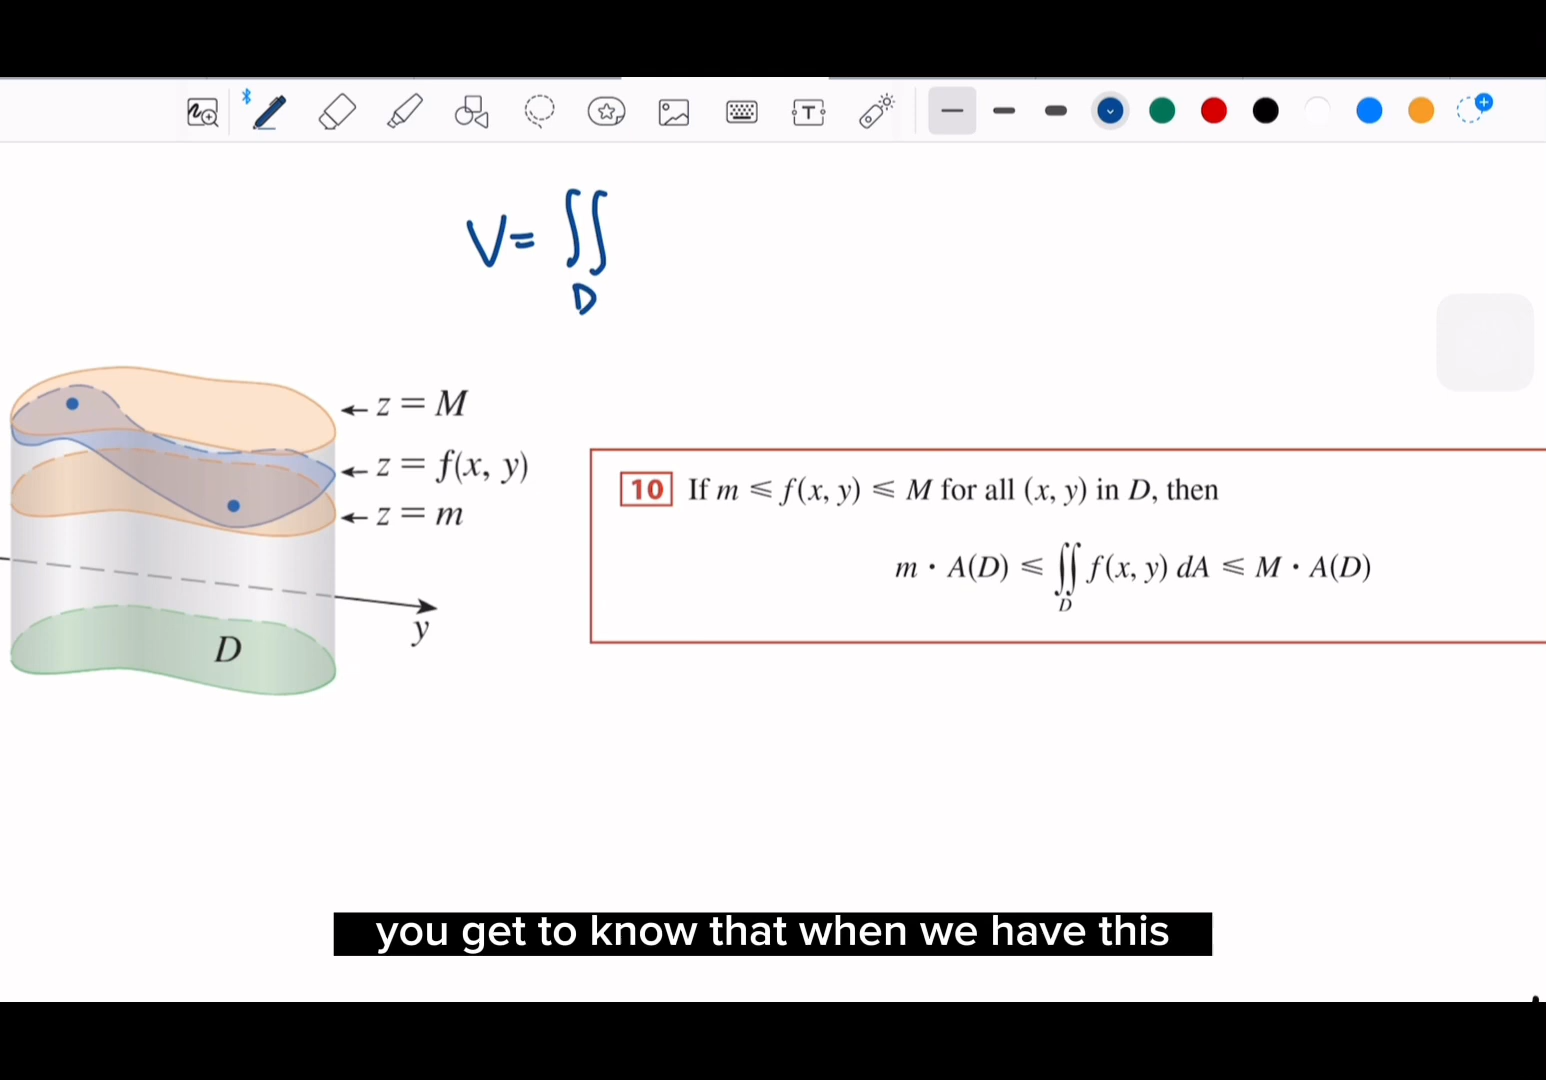 V = ∬
D
z = M
z = f(x, y)
z = m
y
D
10 If m ⩽ f(x, y) ⩽ M for all (x, y) in D, then
m · A(D) ⩽ ∬ f(x, y) dA ⩽ M · A(D)
D
you get to know that when we have this